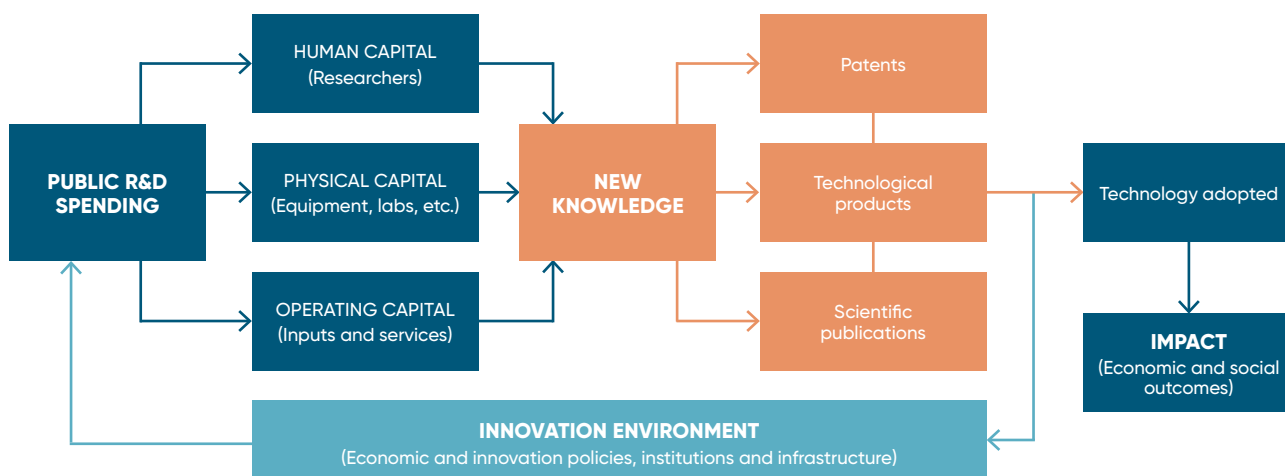 HUMAN CAPITAL
(Researchers)
Patents
PUBLIC R&D
SPENDING
PHYSICAL CAPITAL
(Equipment, labs, etc.)
NEW
KNOWLEDGE
Technological
products
Technology adopted
OPERATING CAPITAL
(Inputs and services)
Scientific
publications
IMPACT
(Economic and social
outcomes)
INNOVATION ENVIRONMENT
(Economic and innovation policies, institutions and infrastructure)